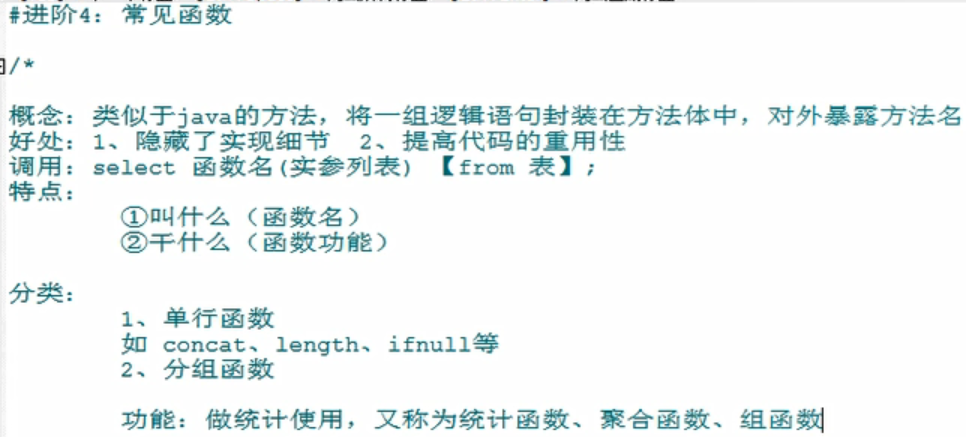 #进阶4：常见函数
/*
概念：类似于java的方法，将一组逻辑语句封装在方法体中，对外暴露方法名
好处：1、隐藏了实现细节  2、提高代码的重用性
调用：select 函数名(实参列表) 【from 表】;
特点：
①叫什么（函数名）
②干什么（函数功能）
分类：
1、单行函数
如 concat、length、ifnull等
2、分组函数
功能：做统计使用，又称为统计函数、聚合函数、组函数